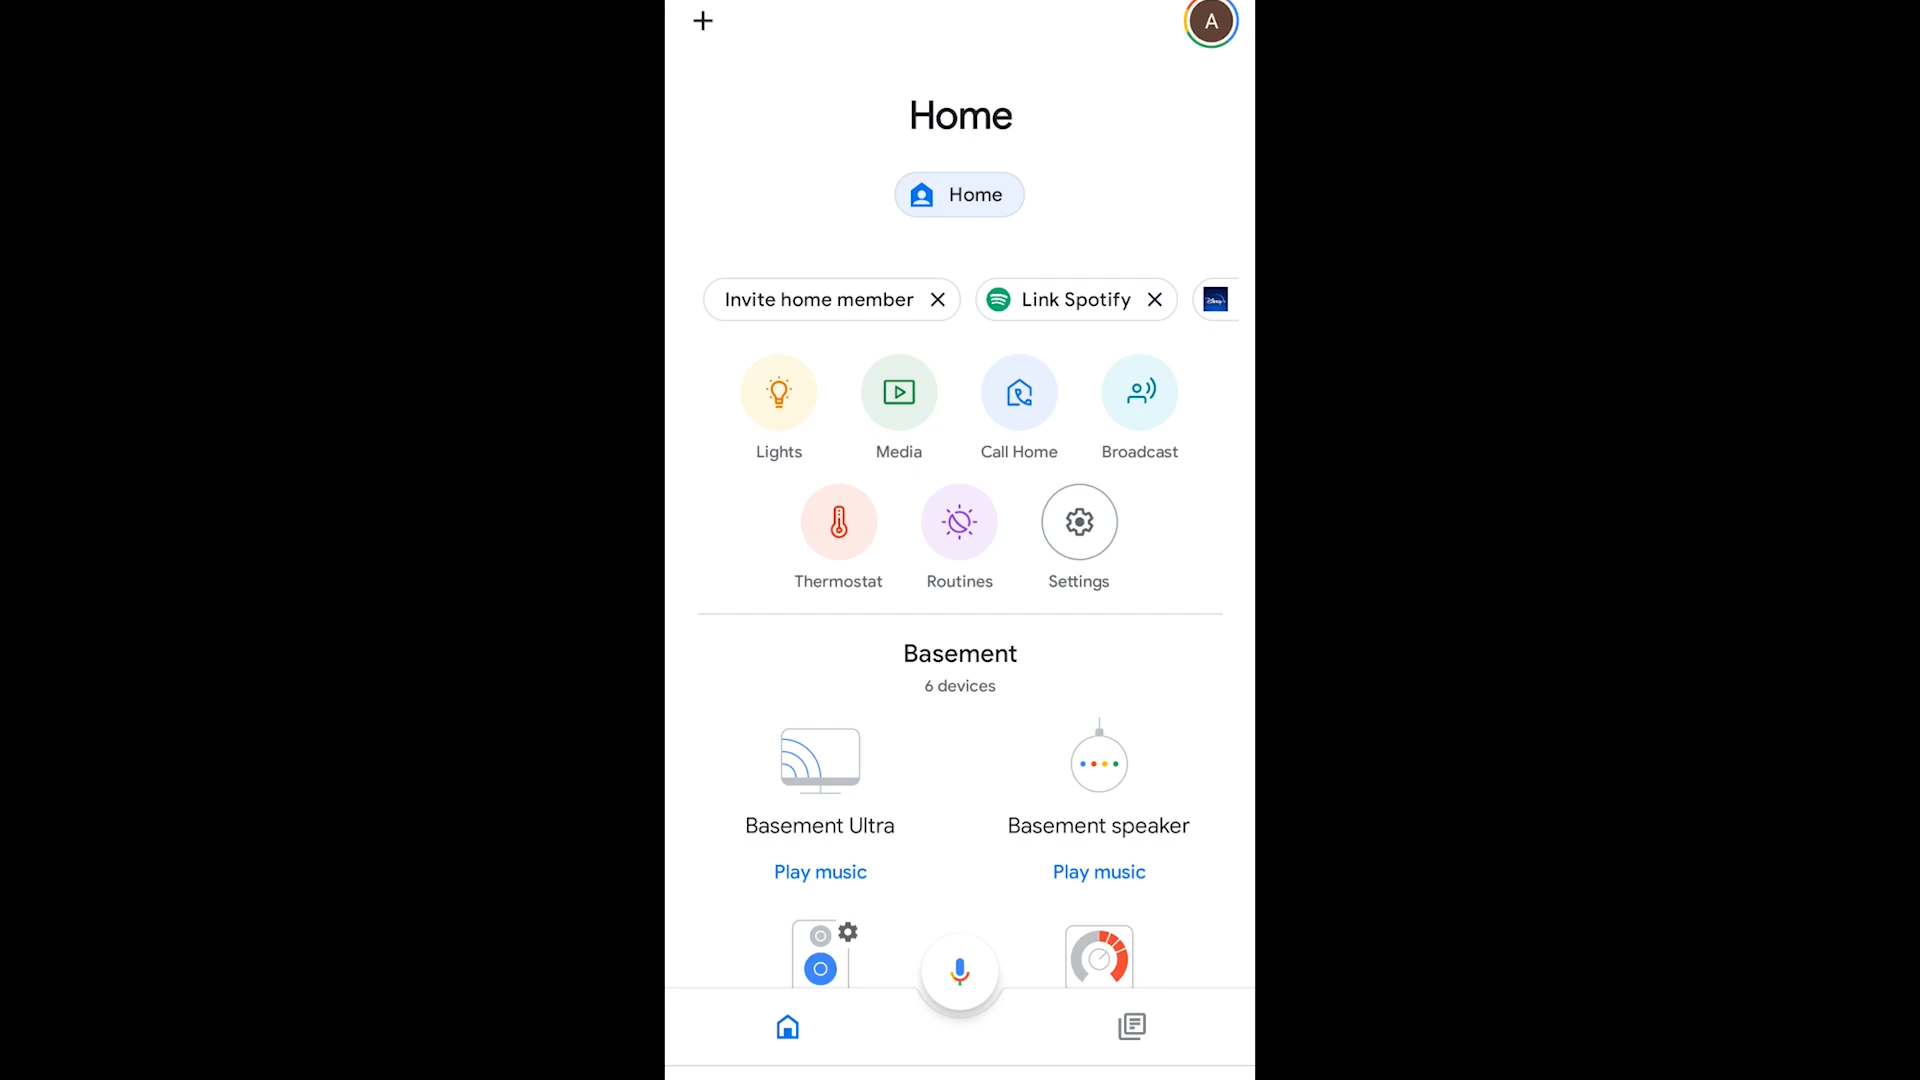 A
Home
Home
Invite home member
Link Spotify
Disney+
Lights
Media
Call Home
Broadcast
Thermostat
Routines
Settings
Basement
6 devices
Basement Ultra
Basement speaker
Play music
Play music